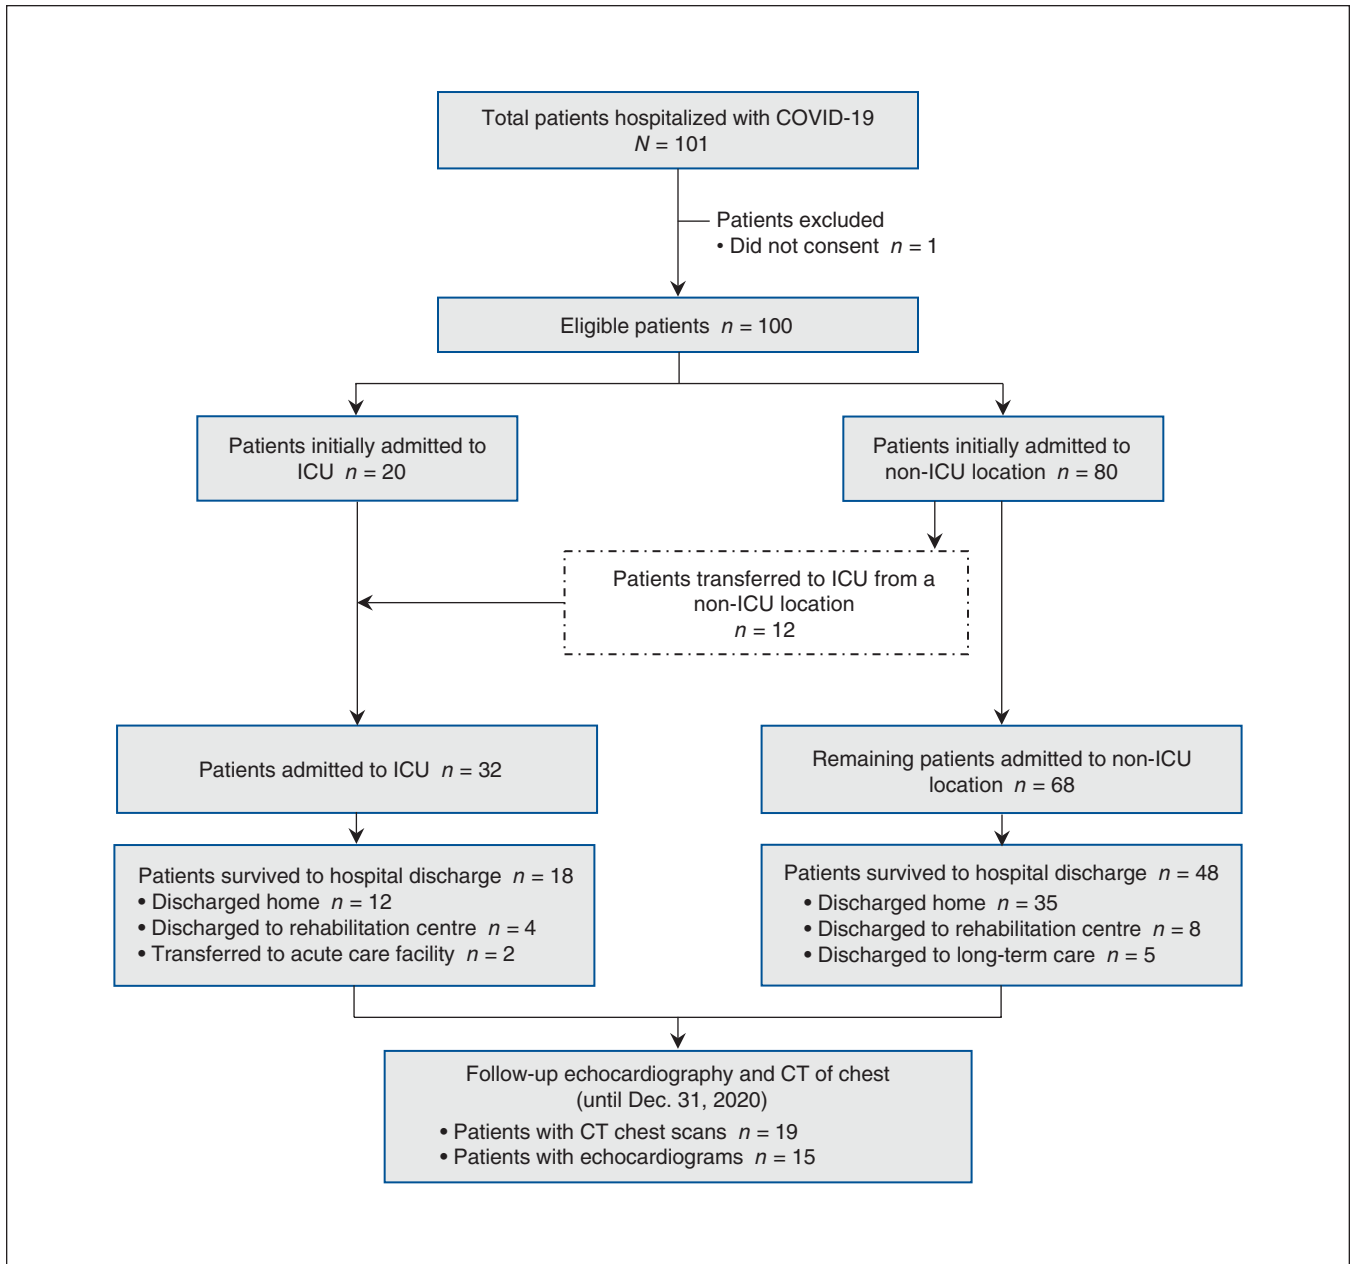 Total patients hospitalized with COVID-19
N = 101
Patients excluded
• Did not consent n = 1
Eligible patients n = 100
Patients initially admitted to
ICU n = 20
Patients initially admitted to
non-ICU location n = 80
Patients transferred to ICU from a
non-ICU location
n = 12
Patients admitted to ICU n = 32
Remaining patients admitted to non-ICU
location n = 68
Patients survived to hospital discharge n = 18
• Discharged home n = 12
• Discharged to rehabilitation centre n = 4
• Transferred to acute care facility n = 2
Patients survived to hospital discharge n = 48
• Discharged home n = 35
• Discharged to rehabilitation centre n = 8
• Discharged to long-term care n = 5
Follow-up echocardiography and CT of chest
(until Dec. 31, 2020)
• Patients with CT chest scans n = 19
• Patients with echocardiograms n = 15